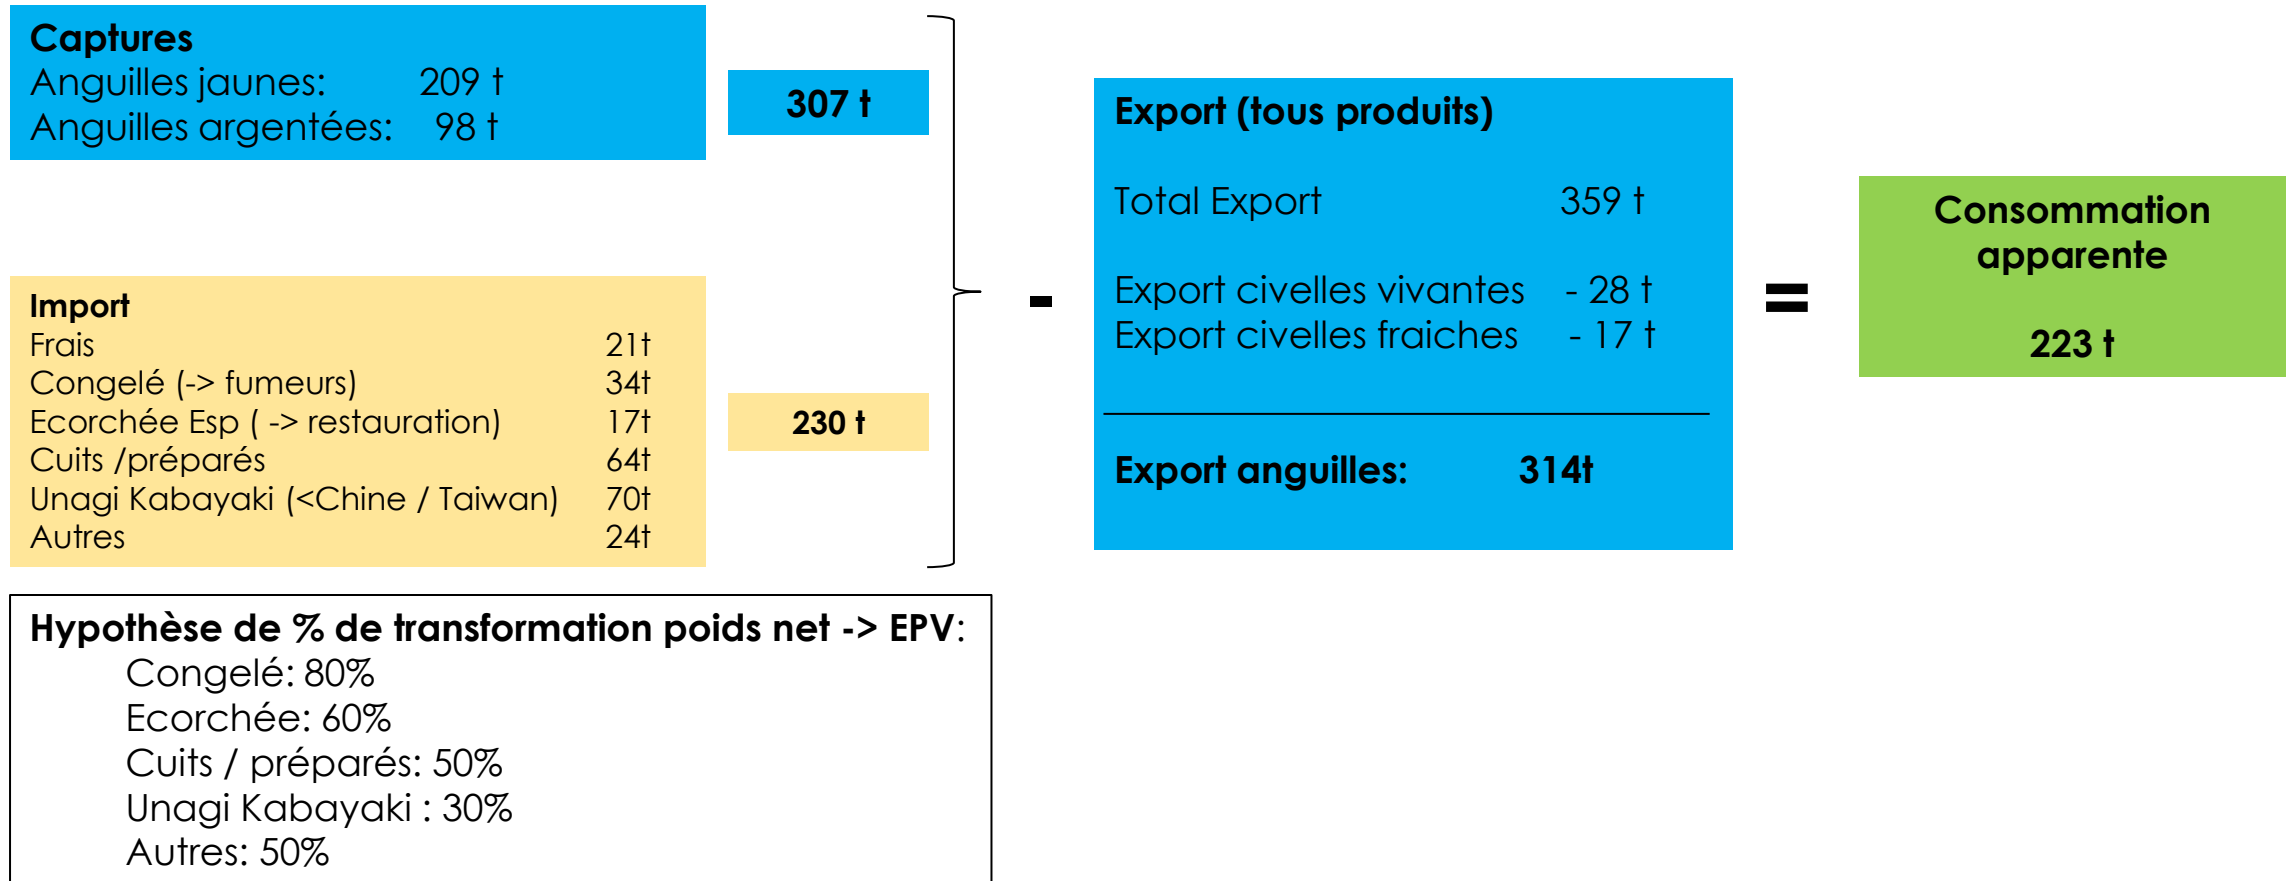 Captures
Anguilles jaunes: 209 t
Anguilles argentées: 98 t
307 t
Import
Frais 21t
Congelé (-> fumeurs) 34t
Ecorchée Esp ( -> restauration) 17t
Cuits /préparés 64t
Unagi Kabayaki (<Chine / Taiwan) 70t
Autres 24t
230 t
-
Export (tous produits)
Total Export 359 t
Export civelles vivantes - 28 t
Export civelles fraiches - 17 t
Export anguilles: 314t
=
Consommation
apparente
223 t
Hypothèse de % de transformation poids net -> EPV:
Congelé: 80%
Ecorchée: 60%
Cuits / préparés: 50%
Unagi Kabayaki : 30%
Autres: 50%